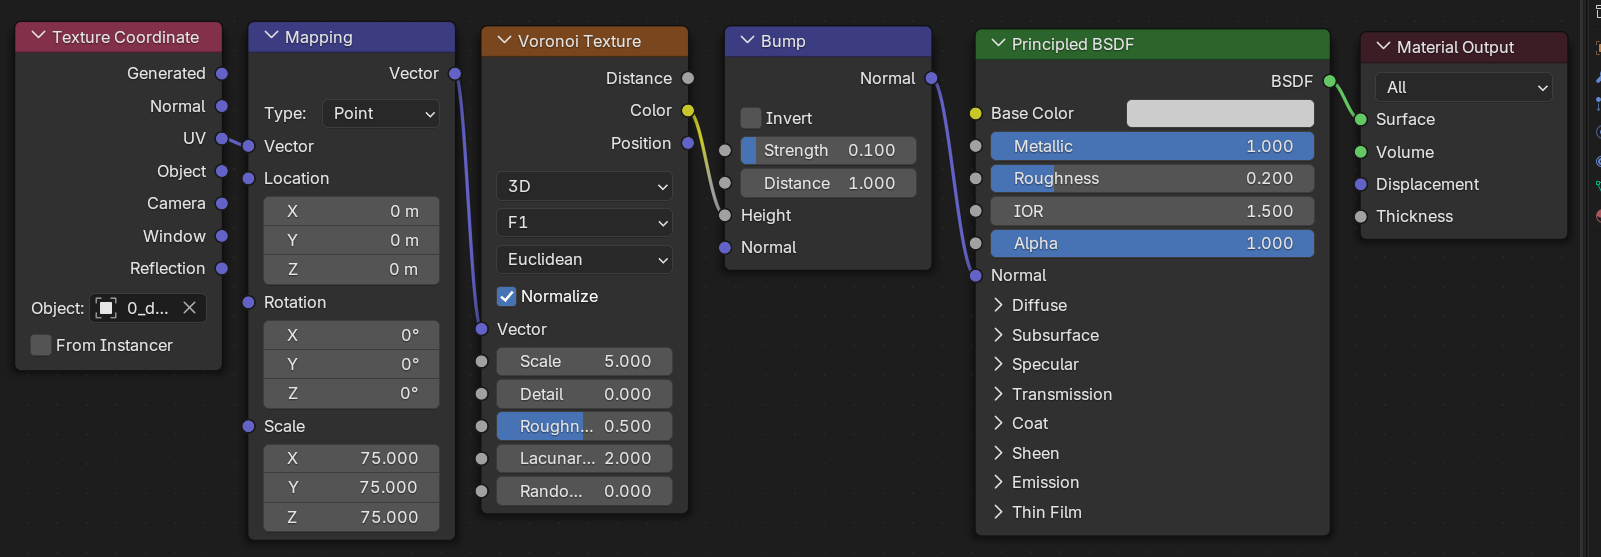 Texture Coordinate
Generated
Normal
UV
Object
Camera
Window
Reflection
Object: 0_d...
From Instancer
Mapping
Vector
Type: Point
Vector
Location
X 0 m
Y 0 m
Z 0 m
Rotation
X 0°
Y 0°
Z 0°
Scale
X 75.000
Y 75.000
Z 75.000
Voronoi Texture
Distance
Color
Position
3D
F1
Euclidean
Normalize
Vector
Scale 5.000
Detail 0.000
Roughn... 0.500
Lacunar... 2.000
Rando... 0.000
Bump
Normal
Invert
Strength 0.100
Distance 1.000
Height
Normal
Principled BSDF
BSDF
Base Color
Metallic 1.000
Roughness 0.200
IOR 1.500
Alpha 1.000
Normal
Diffuse
Subsurface
Specular
Transmission
Coat
Sheen
Emission
Thin Film
Material Output
All
Surface
Volume
Displacement
Thickness